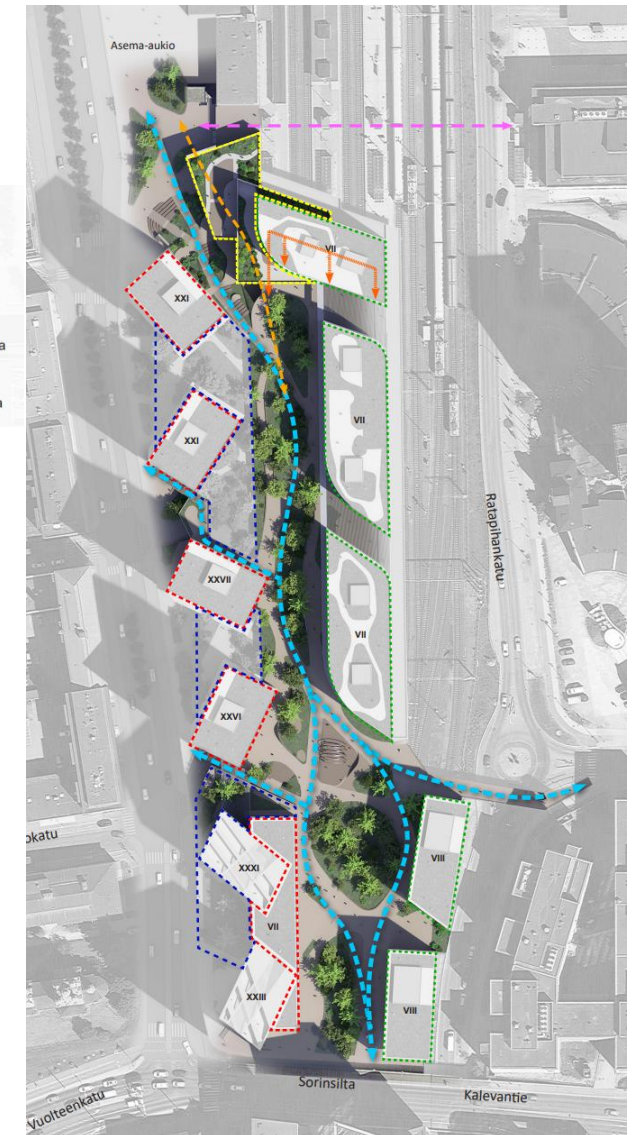 Asema-aukio
VII
XXI
a
a
XXI
VII
Ratapihankatu
XXVII
VII
XXVI
okatu
XXXI
VIII
VII
XXIII
VIII
Sorinsilta
Kalevantie
Vuolteenkatu